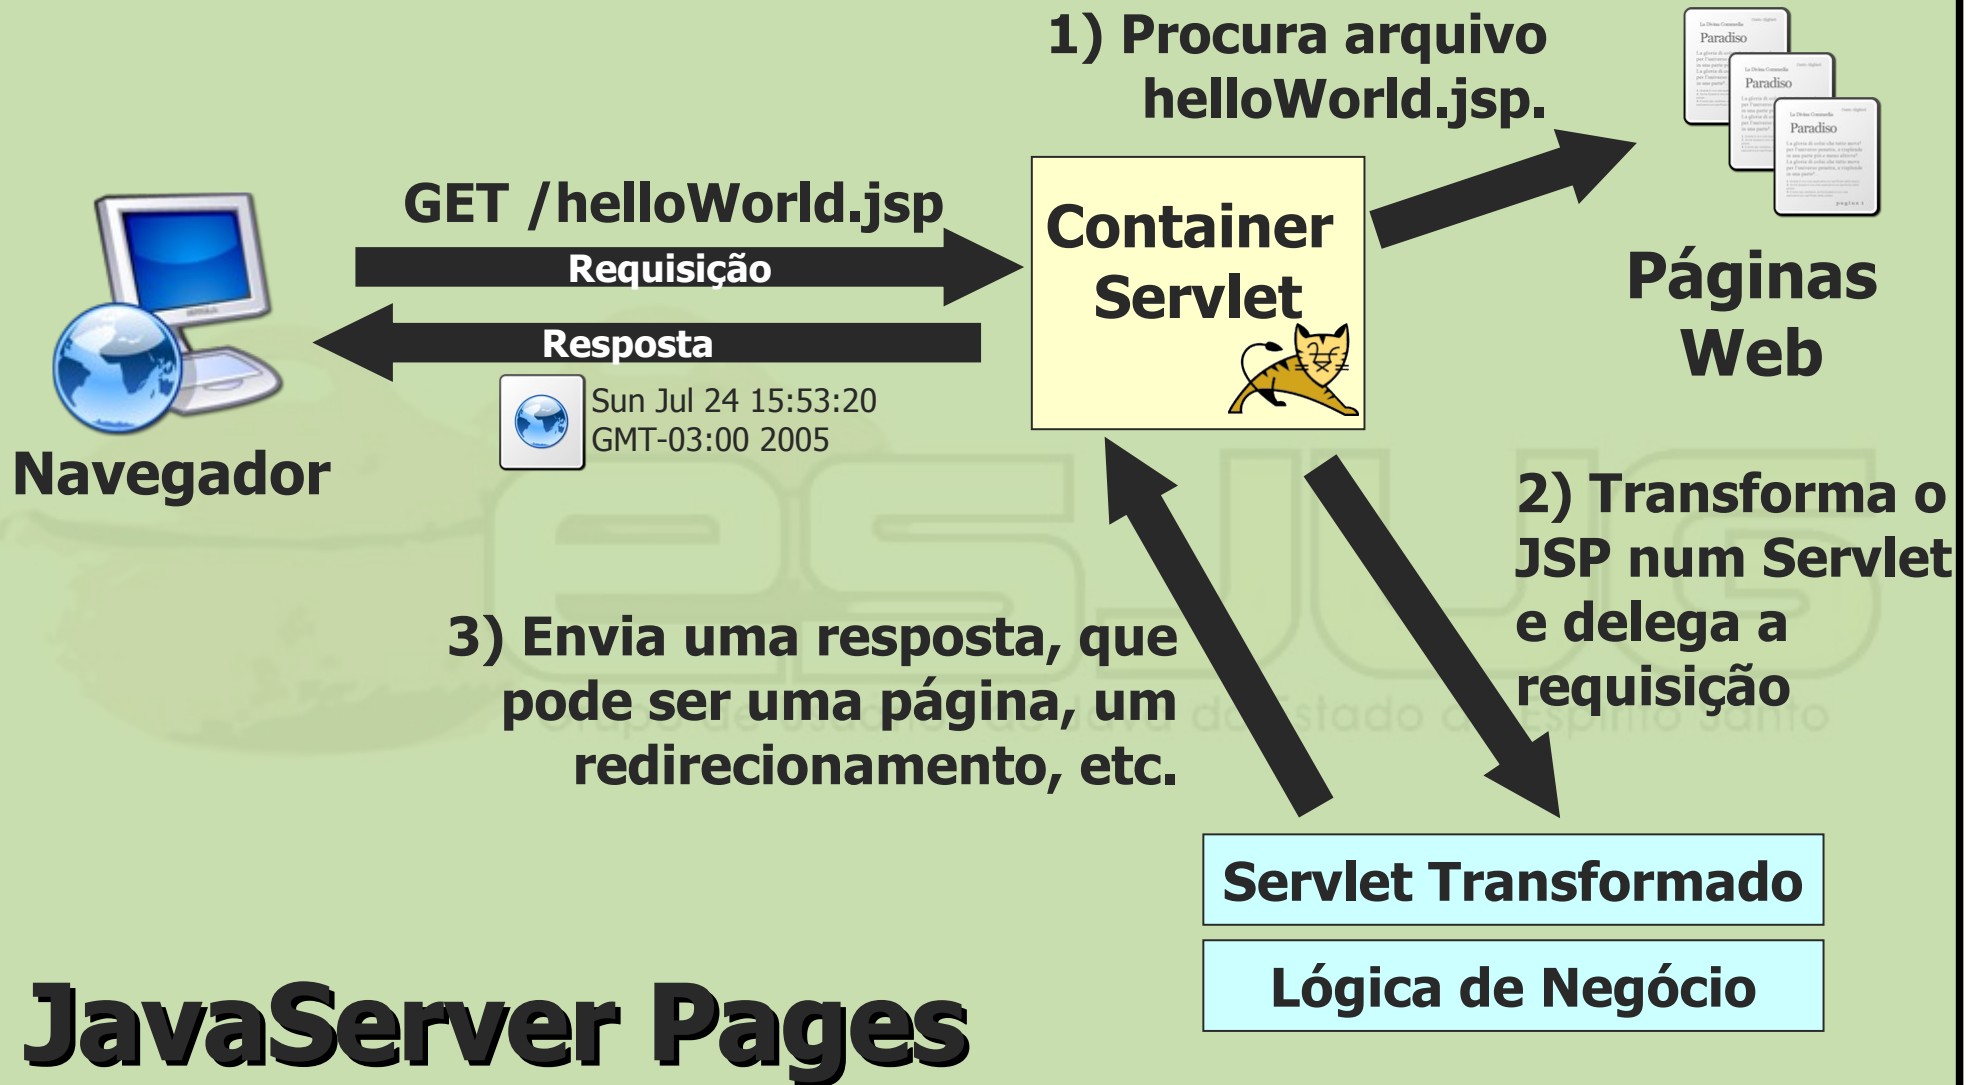 1) Procura arquivo
helloWorld.jsp.
Paradiso
Paradiso
Paradiso
GET /helloWorld.jsp
Requisição
Container
Servlet
Páginas
Web
Resposta
Sun Jul 24 15:53:20
GMT-03:00 2005
Navegador
2) Transforma o
JSP num Servlet
e delega a
requisição
3) Envia uma resposta, que
pode ser uma página, um
redirecionamento, etc.
esJUG
Servlet Transformado
Lógica de Negócio
JavaServer Pages